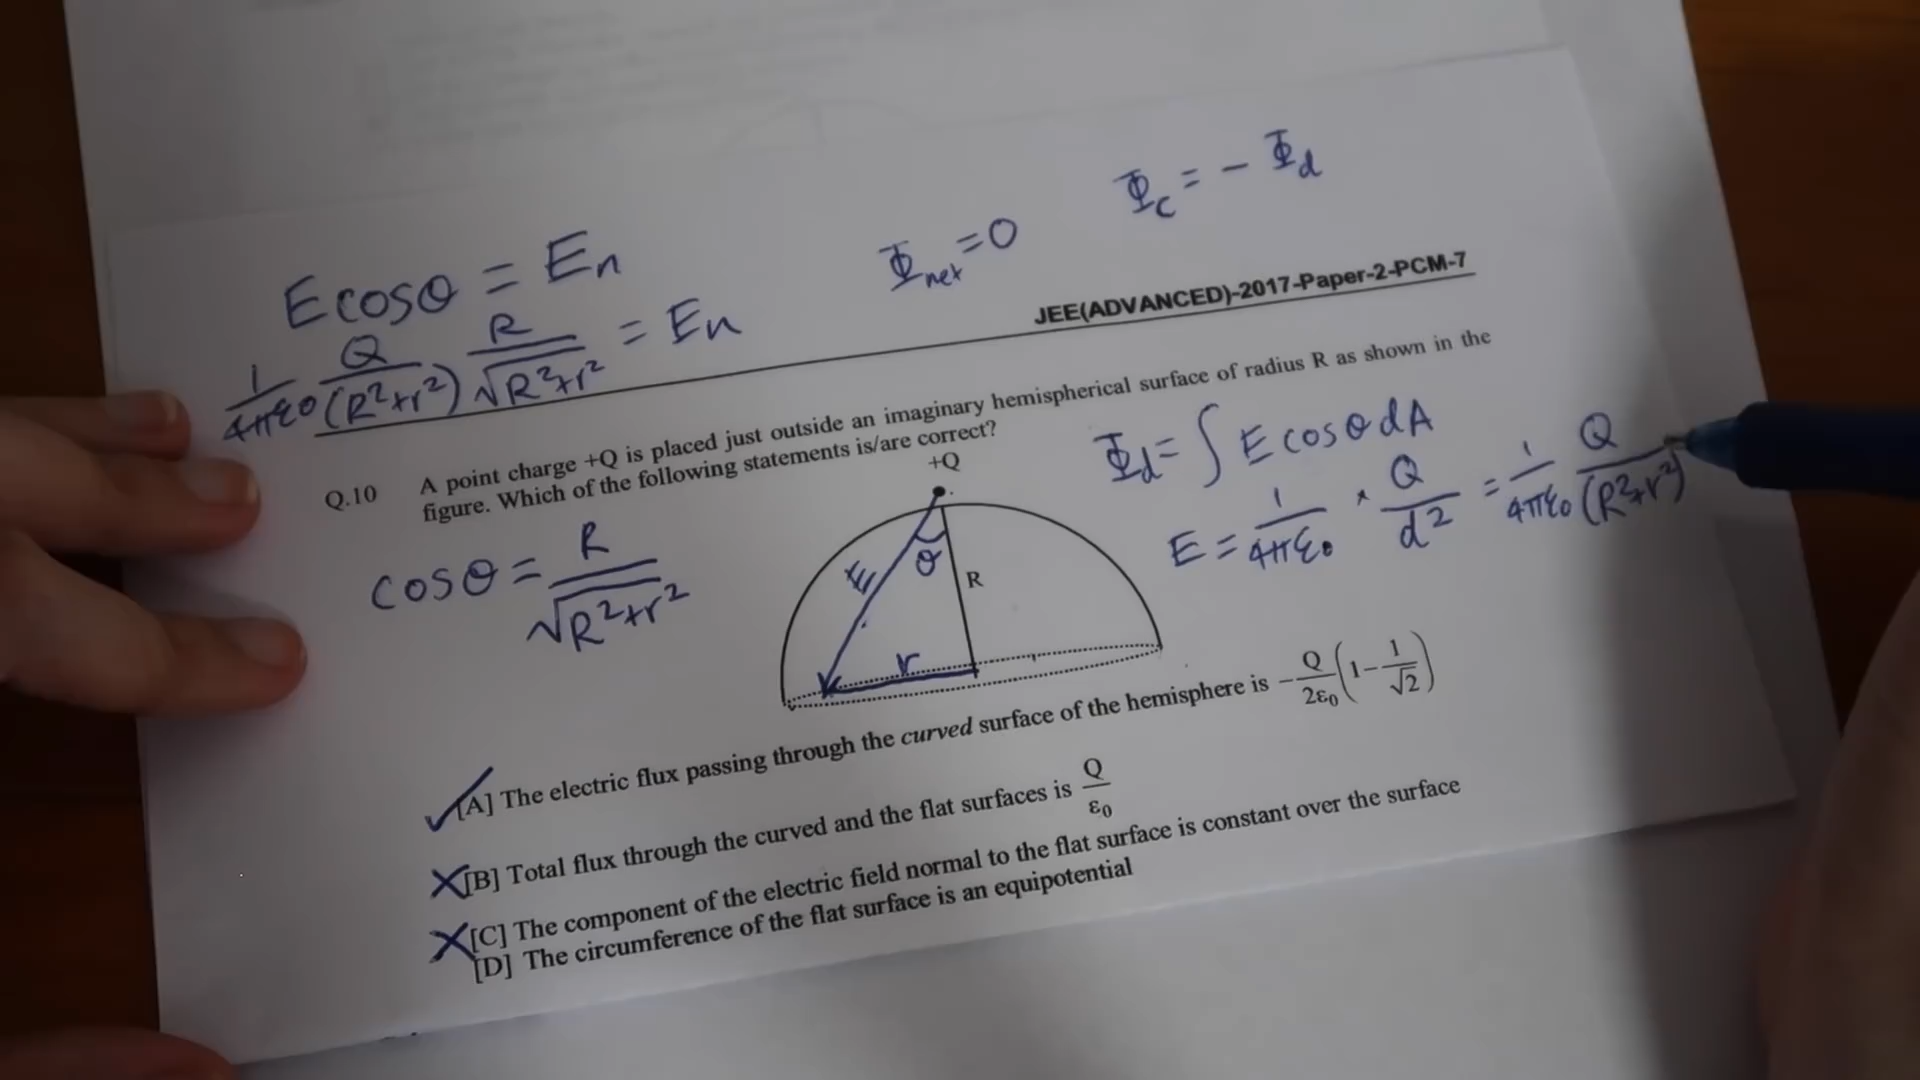 Φc = - Φd
Φnet = 0
E cosθ = En
1/4πε0 Q/(R²+r²) R/√R²+r² = En
JEE(ADVANCED)-2017-Paper-2-PCM-7
Q.10 A point charge +Q is placed just outside an imaginary hemispherical surface of radius R as shown in the
figure. Which of the following statements is/are correct?
+Q
Φd = ∫ E cosθ dA
E = 1/4πε0 × Q/d² = 1/4πε0 Q/(R²+r²)
cosθ = R/√R²+r²
E
θ
R
r
[A] The electric flux passing through the curved surface of the hemisphere is -Q/2ε0 (1 - 1/√2)
[B] Total flux through the curved and the flat surfaces is Q/ε0
[C] The component of the electric field normal to the flat surface is constant over the surface
[D] The circumference of the flat surface is an equipotential